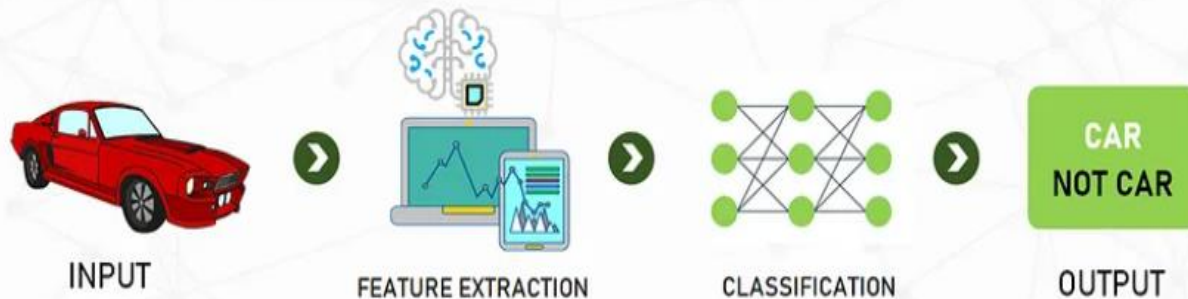 INPUT
FEATURE EXTRACTION
CLASSIFICATION
CAR
NOT CAR
OUTPUT